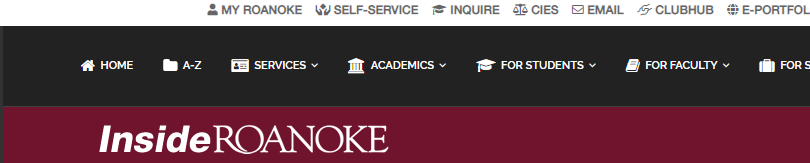 MY ROANOKE SELF-SERVICE INQUIRE CIES EMAIL CLUBHUB E-PORTFOL
HOME A-Z SERVICES ACADEMICS FOR STUDENTS FOR FACULTY FOR S
InsideROANOKE